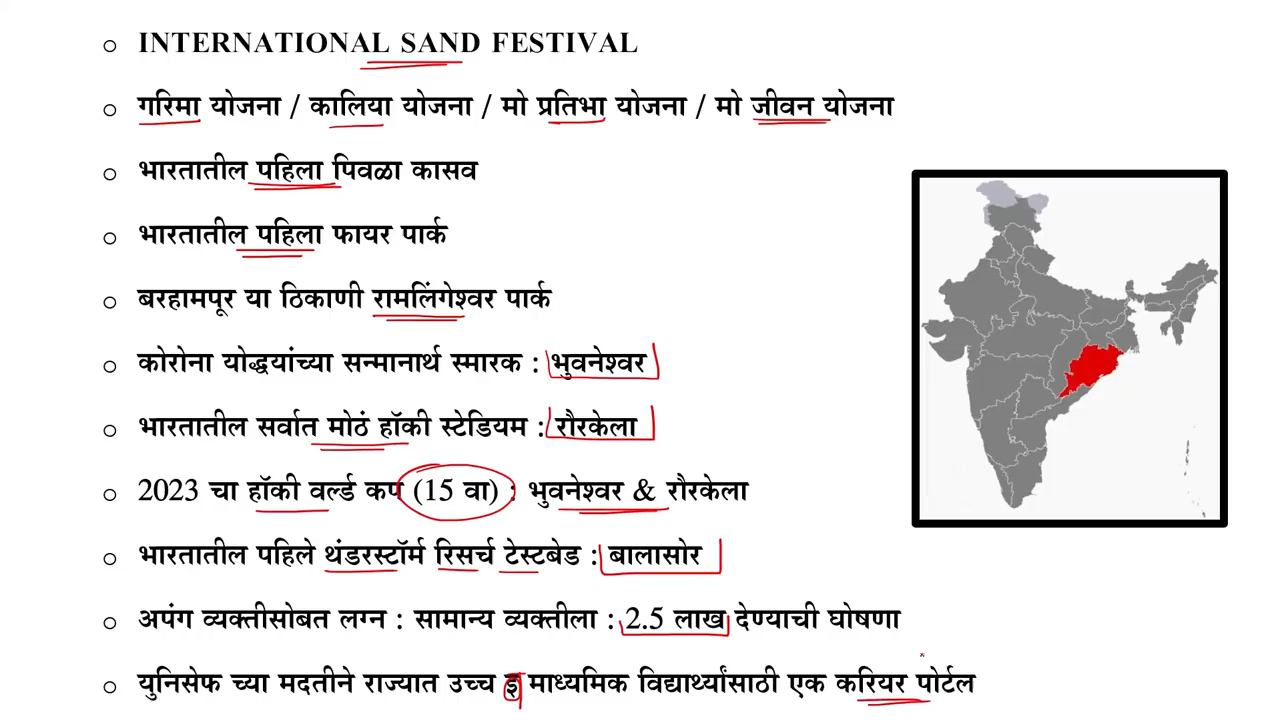 INTERNATIONAL SAND FESTIVAL
गरिमा योजना / कालिया योजना / मो प्रतिभा योजना / मो जीवन योजना
भारतातील पहिला पिवळा कासव
भारतातील पहिला फायर पार्क
बरहामपूर या ठिकाणी रामलिंगेश्वर पार्क
कोरोना योद्धयांच्या सन्मानार्थ स्मारक : भुवनेश्वर
भारतातील सर्वात मोठं हॉकी स्टेडियम : रौरकेला
2023 चा हॉकी वर्ल्ड कप (15 वा) : भुवनेश्वर & रौरकेला
भारतातील पहिले थंडरस्टॉर्म रिसर्च टेस्टबेड : बालासोर
अपंग व्यक्तीसोबत लग्न : सामान्य व्यक्तीला : 2.5 लाख देण्याची घोषणा
युनिसेफ च्या मदतीने राज्यात उच्च इ माध्यमिक विद्यार्थ्यांसाठी एक करियर पोर्टल